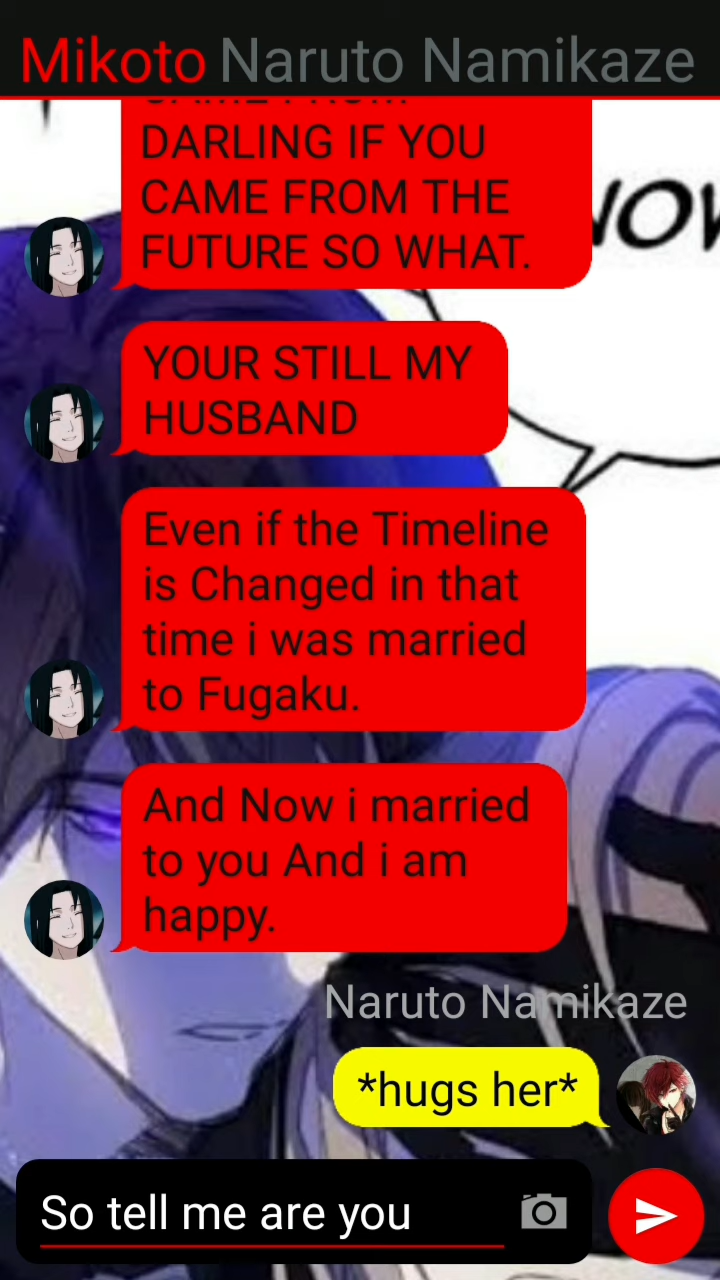 Mikoto Naruto Namikaze
DARLING IF YOU
CAME FROM THE
FUTURE SO WHAT.
YOUR STILL MY
HUSBAND
Even if the Timeline
is Changed in that
time i was married
to Fugaku.
And Now i married
to you And i am
happy.
Naruto Namikaze
*hugs her*
So tell me are you